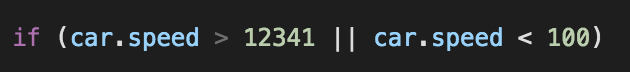 if (car.speed > 12341 || car.speed < 100)